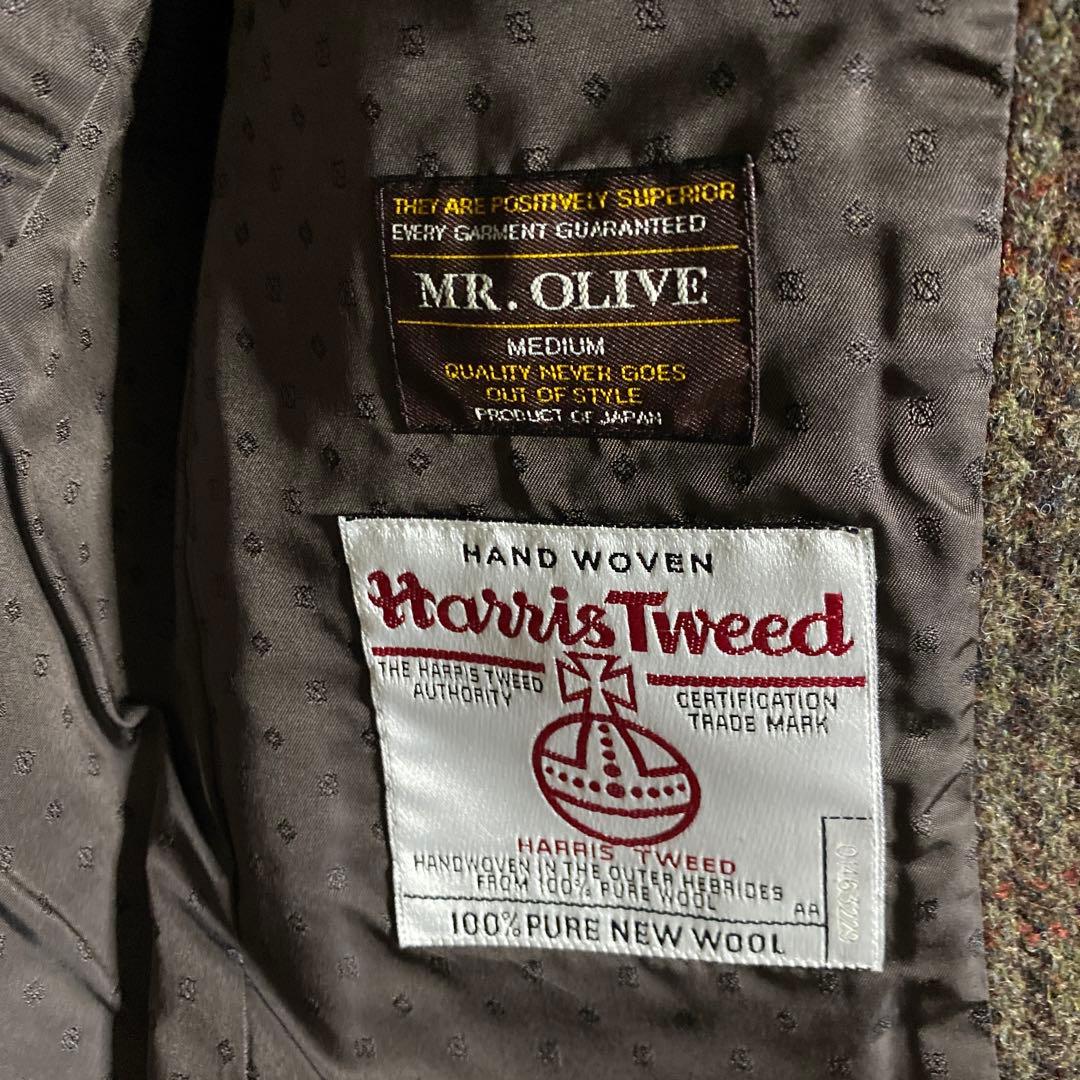 THEY ARE POSITIVELY SUPERIOR
EVERY GARMENT GUARANTEED
MR. OLIVE
MEDIUM
QUALITY NEVER GOES
OUT OF STYLE
PRODUCT OF JAPAN
HAND WOVEN
Harris Tweed
THE HARRIS TWEED
AUTHORITY
CERTIFICATION
TRADE MARK
HARRIS TWEED
HANDWOVEN IN THE OUTER HEBRIDES
FROM 100% PURE WOOL
AA
100% PURE NEW WOOL